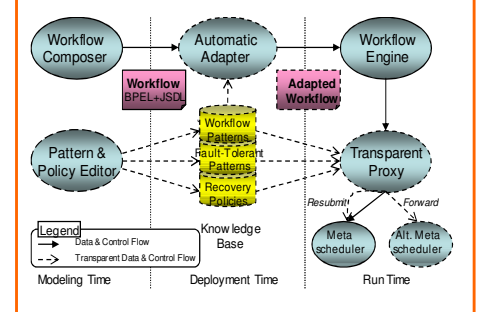 Workflow
Composer
Automatic
Adapter
Workflow
Engine
Workflow
BPEL+JSDL
Adapted
Workflow
Workflow
Patterns
Fault-Tolerant
Patterns
Recovery
Policies
Pattern &
Policy Editor
Transparent
Proxy
Resubmit
Forward
Meta
scheduler
Alt. Meta
scheduler
Knowledge
Base
Legend
Data & Control Flow
Transparent Data & Control Flow
Modeling Time
Deployment Time
Run Time